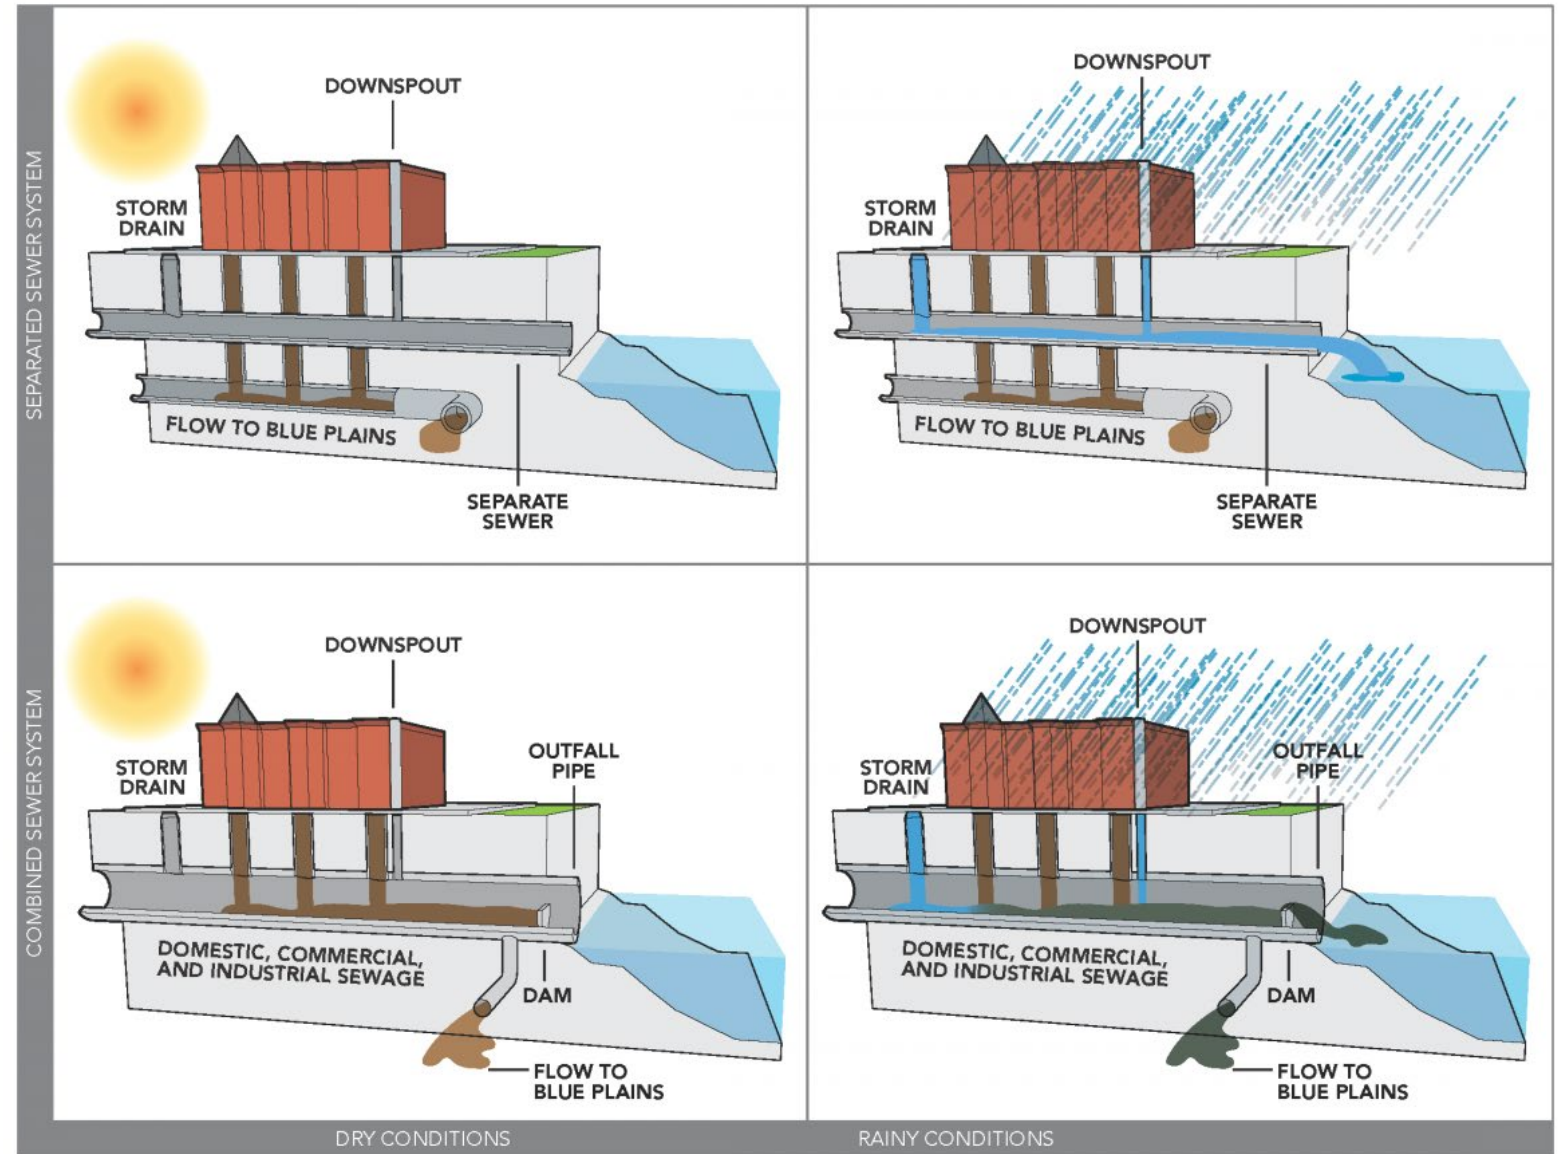 SEPARATED SEWER SYSTEM
DOWNSPOUT
STORM
DRAIN
FLOW TO BLUE PLAINS
SEPARATE
SEWER
DOWNSPOUT
STORM
DRAIN
FLOW TO BLUE PLAINS
SEPARATE
SEWER
COMBINED SEWER SYSTEM
DOWNSPOUT
STORM
DRAIN
OUTFALL
PIPE
DOMESTIC, COMMERCIAL,
AND INDUSTRIAL SEWAGE
DAM
FLOW TO
BLUE PLAINS
DOWNSPOUT
STORM
DRAIN
OUTFALL
PIPE
DOMESTIC, COMMERCIAL,
AND INDUSTRIAL SEWAGE
DAM
FLOW TO
BLUE PLAINS
DRY CONDITIONS
RAINY CONDITIONS